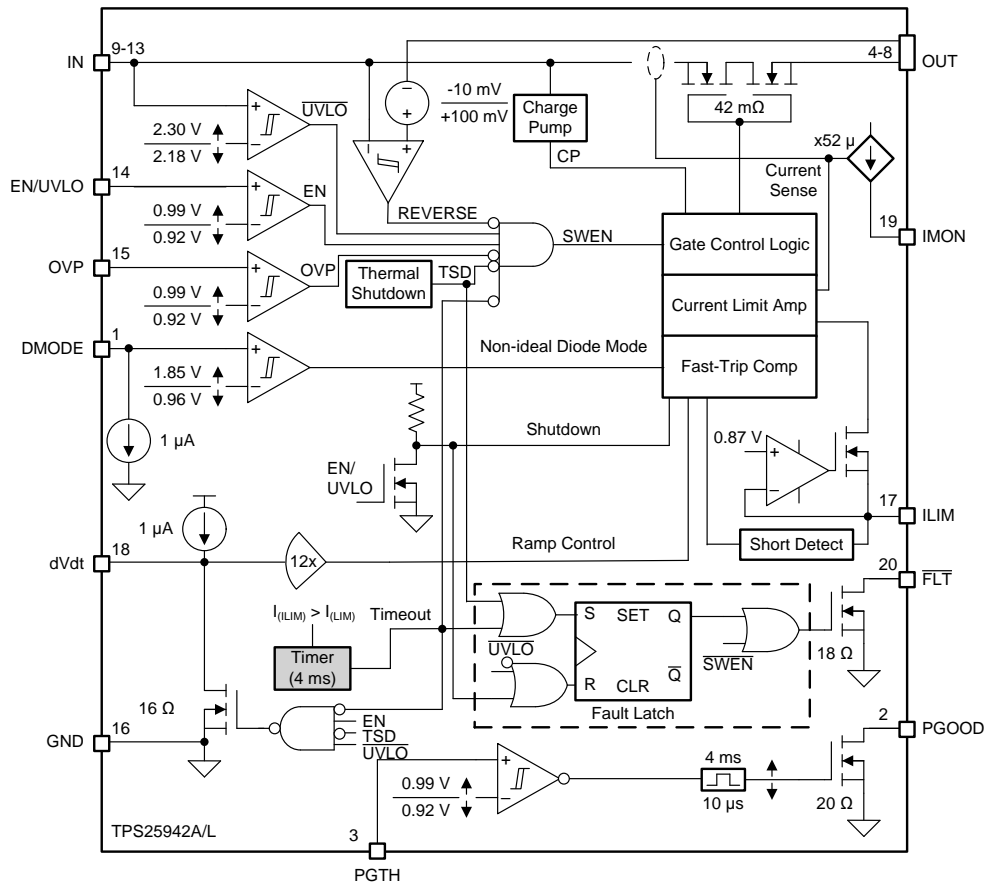 9-13
IN
4-8
OUT
-10 mV
+100 mV
Charge
Pump
CP
42 mΩ
x52 µ
Current
Sense
UVLO
2.30 V
2.18 V
14
EN/UVLO
EN
0.99 V
0.92 V
REVERSE
SWEN
19
IMON
15
OVP
OVP
0.99 V
0.92 V
Thermal
Shutdown
TSD
Gate Control Logic
Current Limit Amp
Fast-Trip Comp
1
DMODE
1.85 V
0.96 V
Non-ideal Diode Mode
1 µA
Shutdown
EN/
UVLO
0.87 V
17
ILIM
Short Detect
1 µA
18
dVdt
12x
Ramp Control
20
FLT
I(ILIM) > I(LIM)
Timeout
Timer
(4 ms)
UVLO
S
SET
Q
R
CLR
Q
SWEN
Fault Latch
18 Ω
16 Ω
16
GND
EN
TSD
UVLO
2
PGOOD
0.99 V
0.92 V
4 ms
10 µs
20 Ω
TPS25942A/L
3
PGTH
+
−
+
−
+
−
+
−
−
+
−
+
+
−
+
−